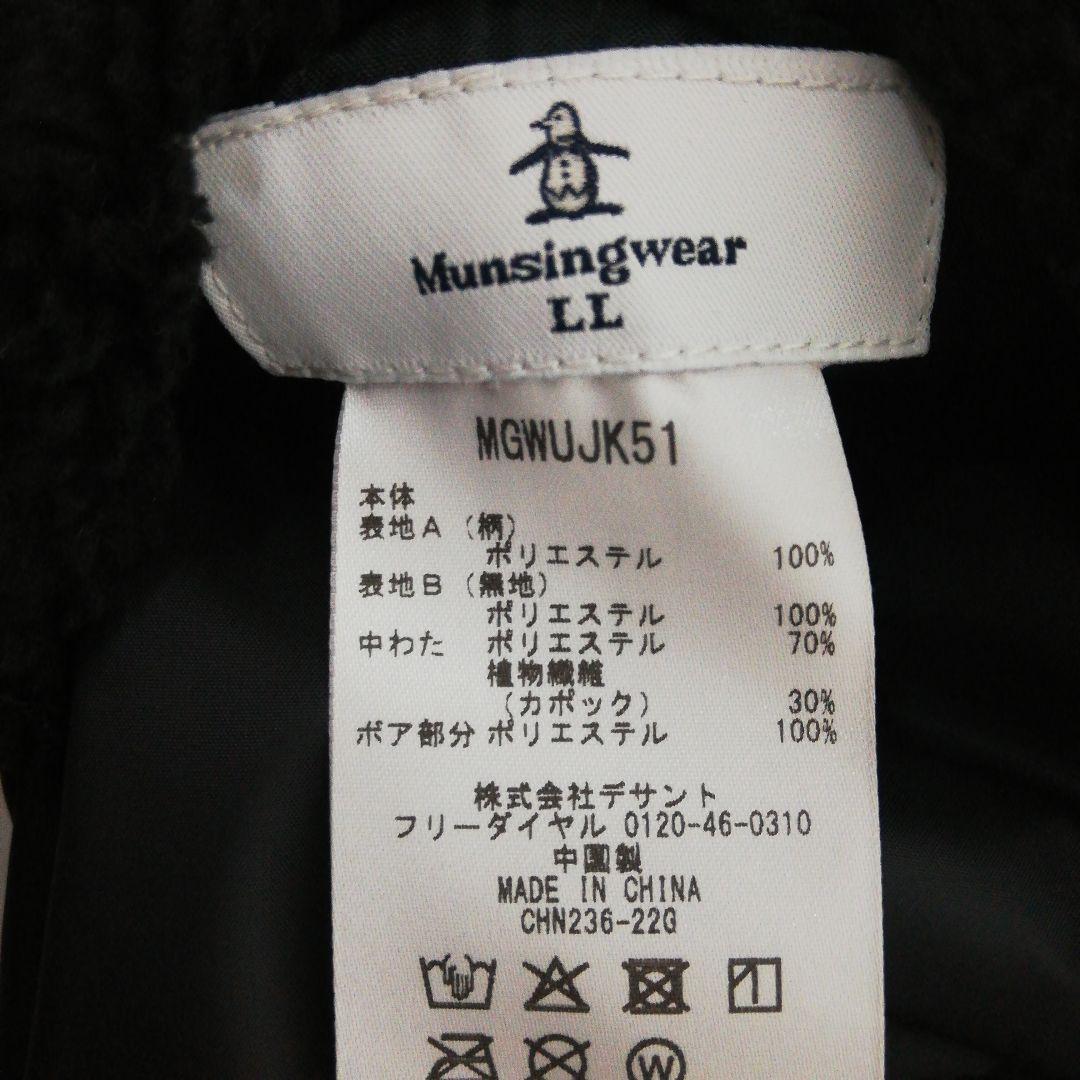 Munsingwear
LL
MGWUJK51
本体
表地A（柄）
ポリエステル 100%
表地B（無地）
ポリエステル 100%
中わた ポリエステル 70%
植物繊維
（カポック） 30%
ボア部分 ポリエステル 100%
株式会社デサント
フリーダイヤル 0120-46-0310
中国製
MADE IN CHINA
CHN236-22G
W